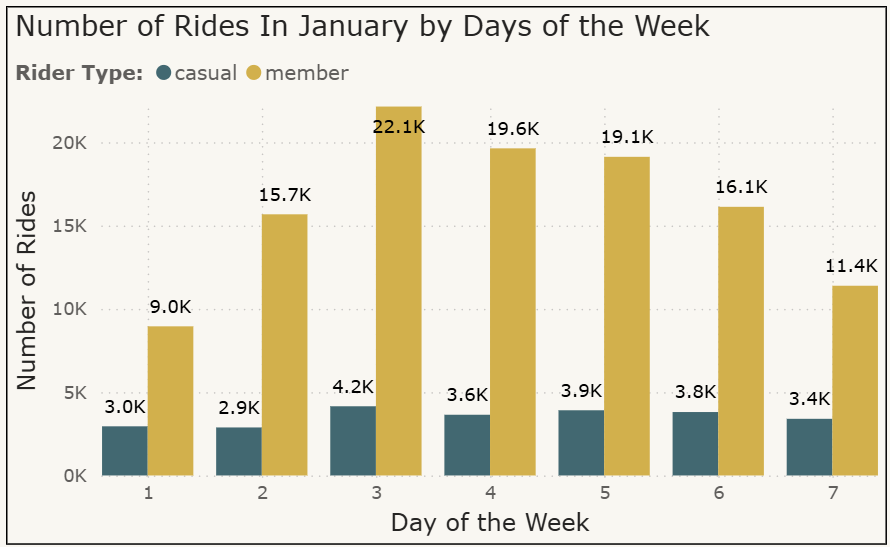 Number of Rides In January by Days of the Week
Rider Type: casual member
Number of Rides
20K
15K
10K
5K
0K
3.0K 9.0K
2.9K 15.7K
4.2K 22.1K
3.6K 19.6K
3.9K 19.1K
3.8K 16.1K
3.4K 11.4K
1 2 3 4 5 6 7
Day of the Week